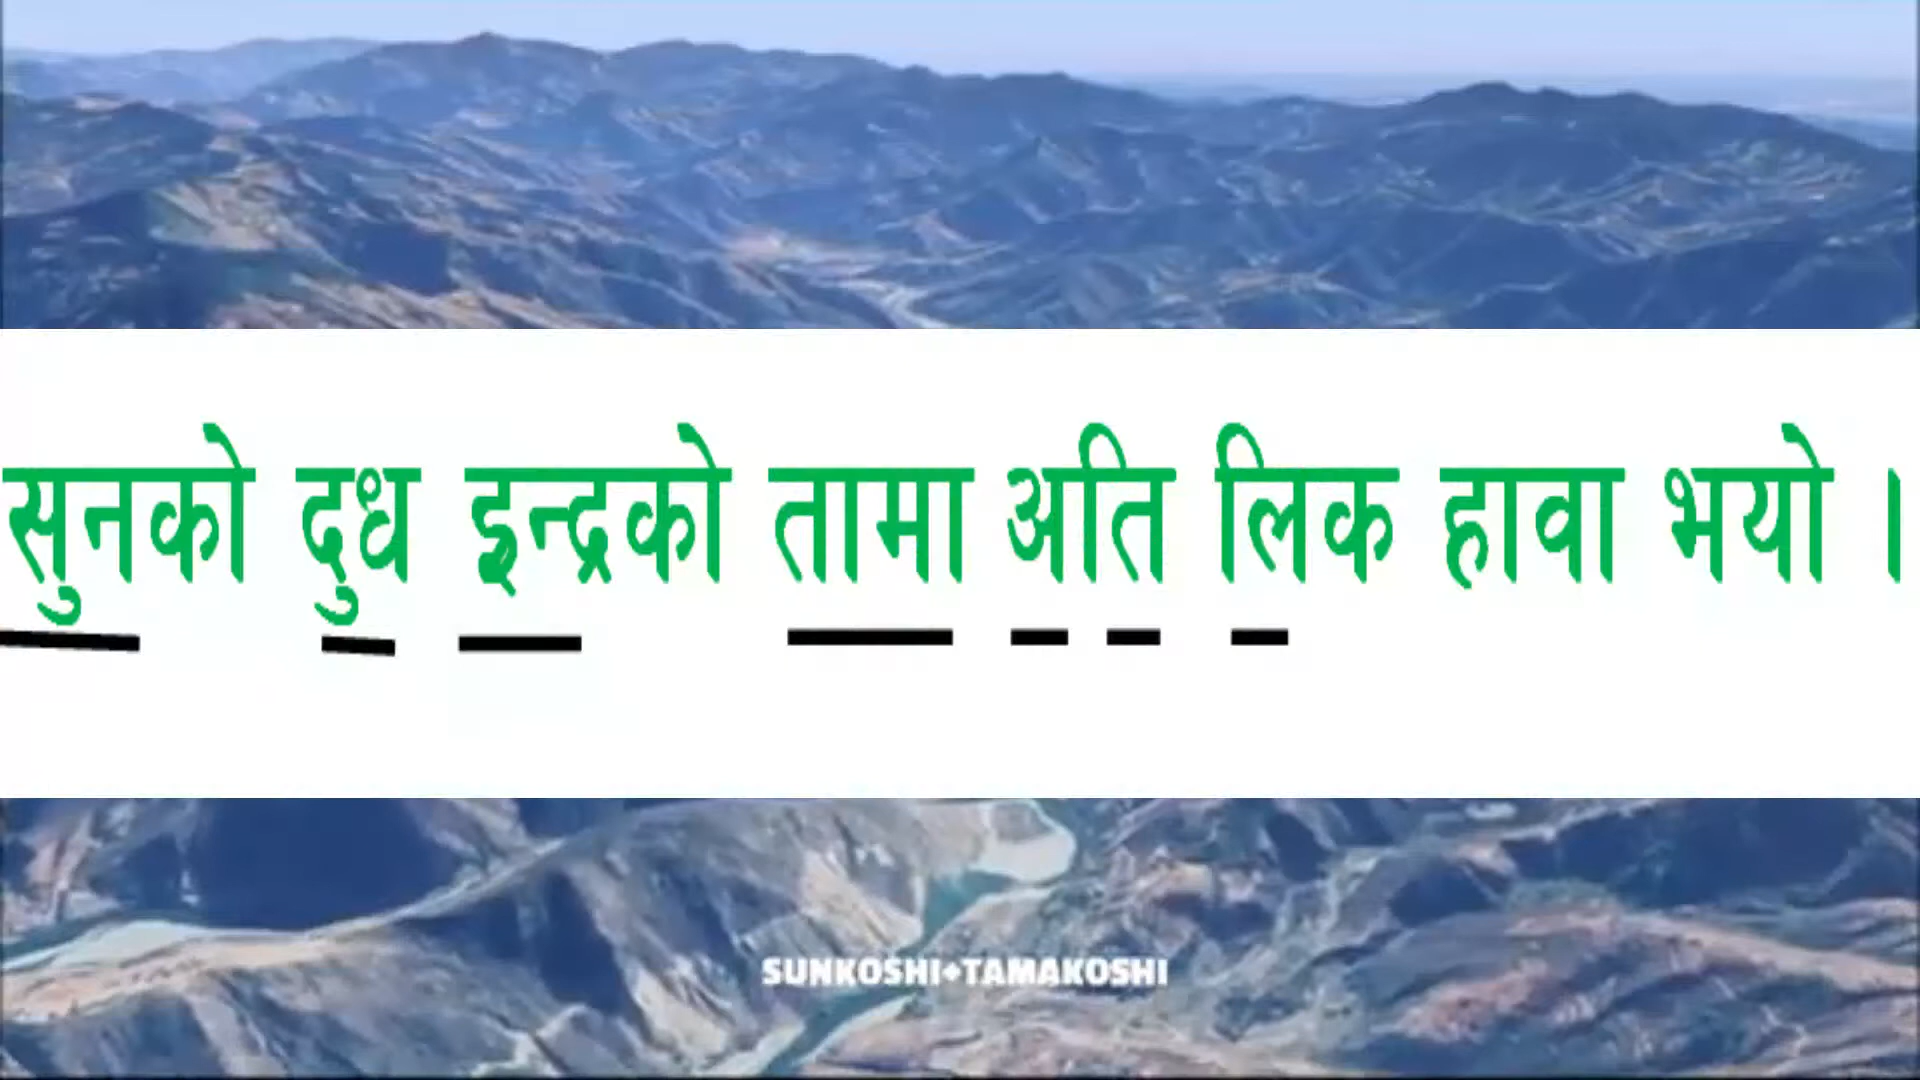 सुनको दुध इन्द्रको तामा अति लिक हावा भयो ।
SUNKOSHI+TAMAKOSHI